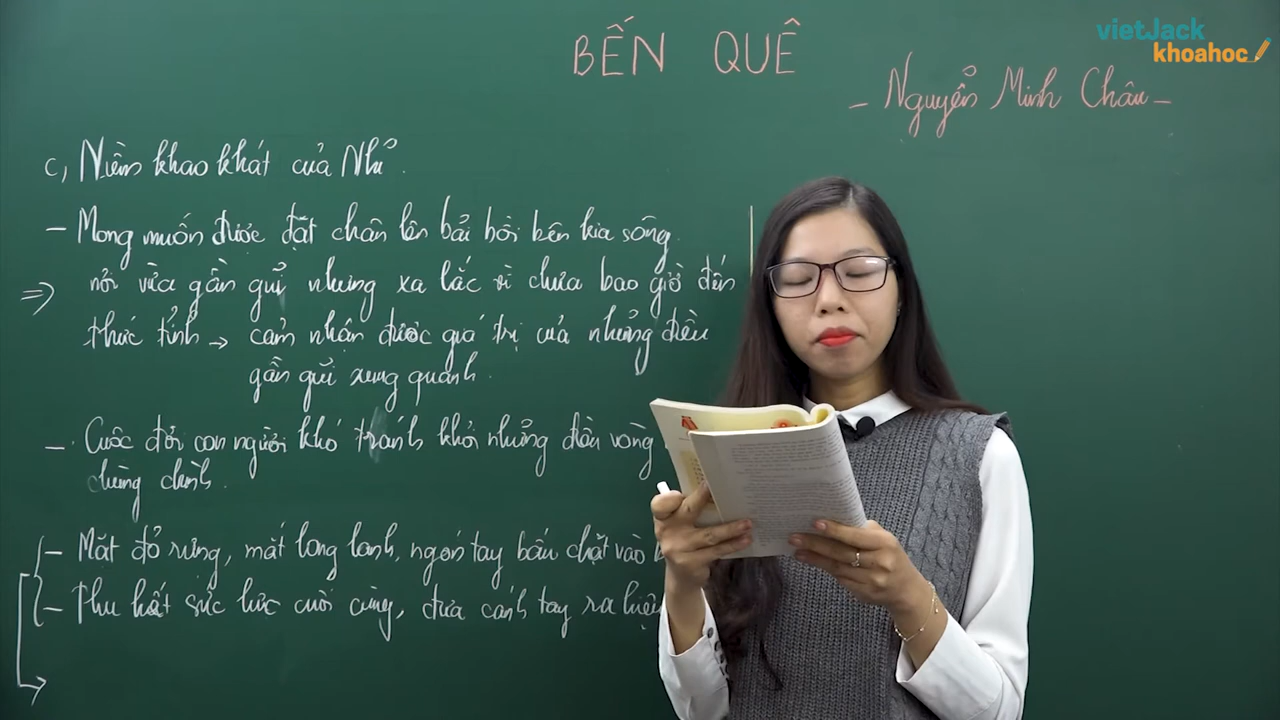 vietJack
khoahoc
BẾN QUÊ
– Nguyễn Minh Châu –
c, Niềm khao khát của Nhĩ.
– Mong muốn được đặt chân lên bãi bồi bên kia sông
nơi vừa gần gũi nhưng xa lắc vì chưa bao giờ đến
⇒ thức tỉnh → cảm nhận được giá trị của những điều
gần gũi xung quanh.
– Cuộc đời con người khó tránh khỏi những điều vòng
chùng chình.
– Mặt đỏ rựng, mắt long lanh, ngón tay bấu chặt vào
– Thu hết sức lực cuối cùng, đưa cánh tay ra hiệu